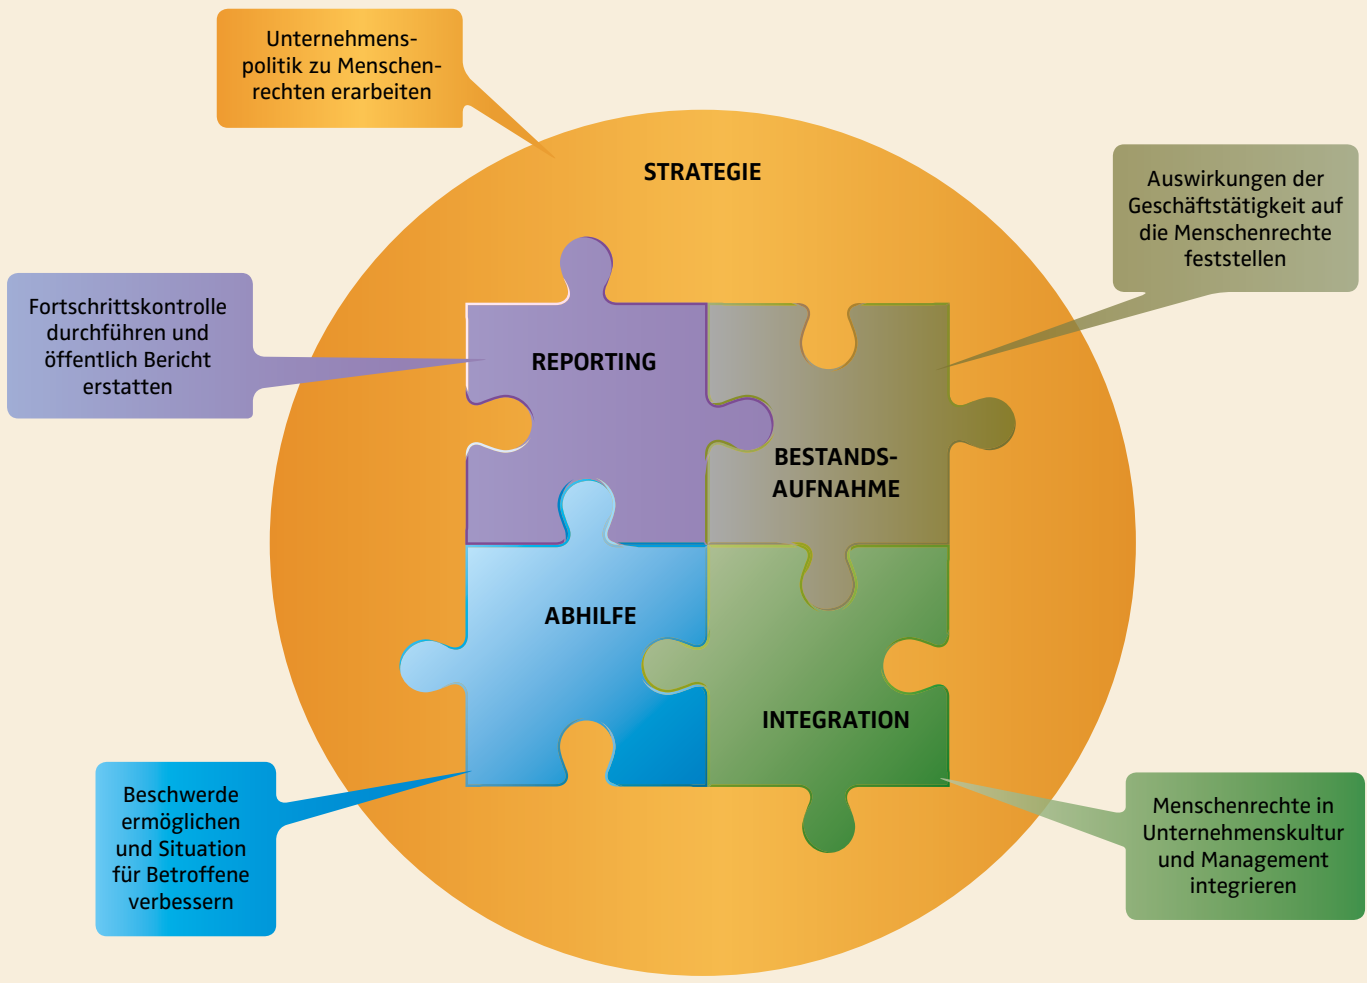 Unternehmens-
politik zu Menschen-
rechten erarbeiten
STRATEGIE
Auswirkungen der
Geschäftstätigkeit auf
die Menschenrechte
feststellen
Fortschrittskontrolle
durchführen und
öffentlich Bericht
erstatten
REPORTING
BESTANDS-
AUFNAHME
ABHILFE
INTEGRATION
Beschwerde
ermöglichen
und Situation
für Betroffene
verbessern
Menschenrechte in
Unternehmenskultur
und Management
integrieren